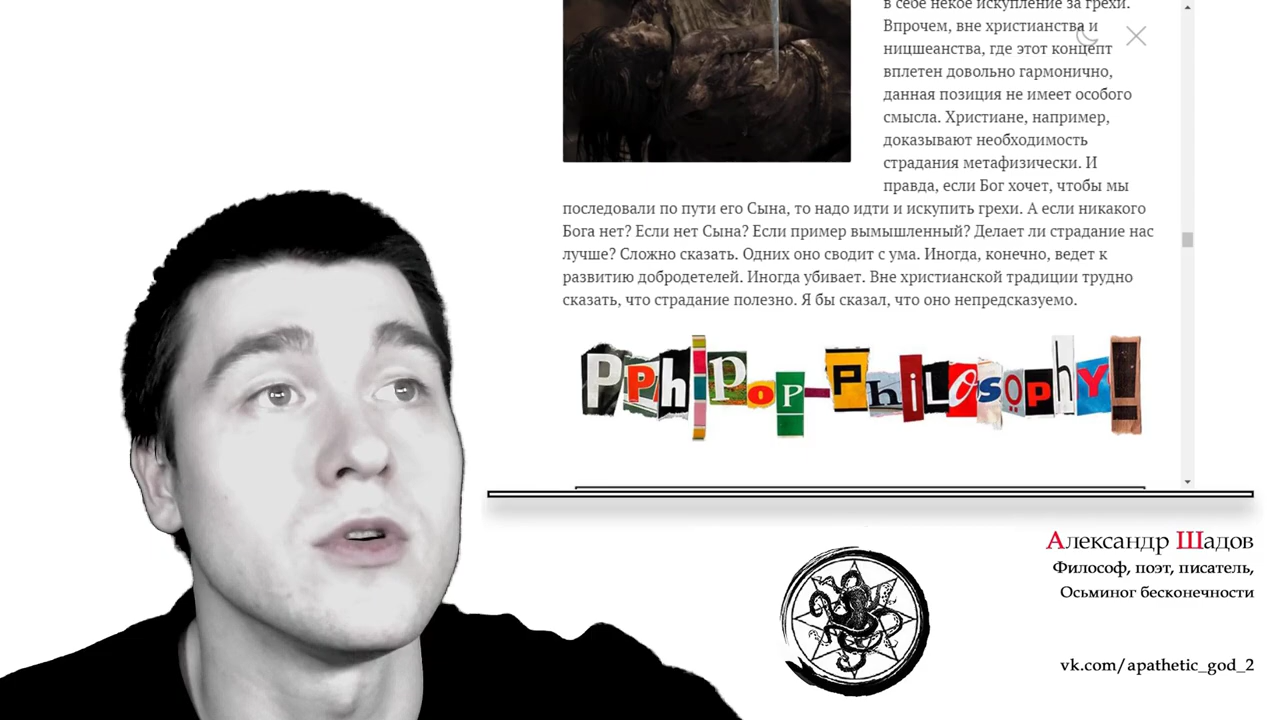 в себе некое искупление за грехи.
Впрочем, вне христианства и
ницшеанства, где этот концепт
вплетен довольно гармонично,
данная позиция не имеет особого
смысла. Христиане, например,
доказывают необходимость
страдания метафизически. И
правда, если Бог хочет, чтобы мы
последовали по пути его Сына, то надо идти и искупить грехи. А если никакого
Бога нет? Если нет Сына? Если пример вымышленный? Делает ли страдание нас
лучше? Сложно сказать. Одних оно сводит с ума. Иногда, конечно, ведет к
развитию добродетелей. Иногда убивает. Вне христианской традиции трудно
сказать, что страдание полезно. Я бы сказал, что оно непредсказуемо.
PPh!PoP-PhiLOsophY!
Александр Шадов
Философ, поэт, писатель,
Осьминог бесконечности
vk.com/apathetic_god_2